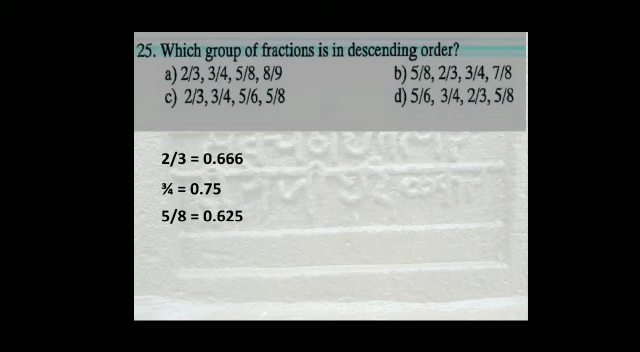 25. Which group of fractions is in descending order?
a) 2/3, 3/4, 5/8, 8/9 b) 5/8, 2/3, 3/4, 7/8
c) 2/3, 3/4, 5/6, 5/8 d) 5/6, 3/4, 2/3, 5/8
2/3 = 0.666
¾ = 0.75
5/8 = 0.625